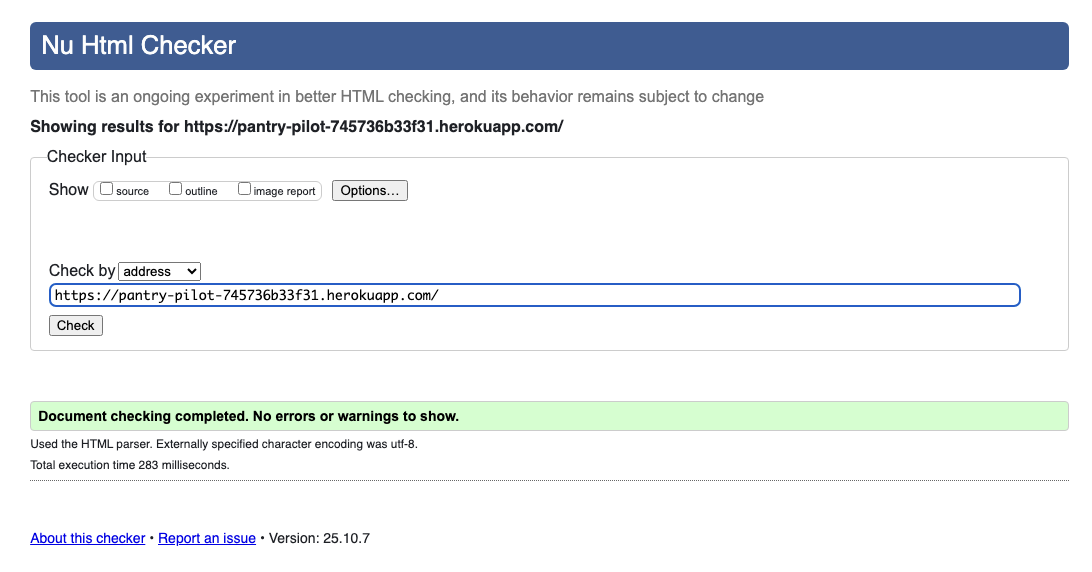 Nu Html Checker
This tool is an ongoing experiment in better HTML checking, and its behavior remains subject to change
Showing results for https://pantry-pilot-745736b33f31.herokuapp.com/
Checker Input
Show source outline image report Options...
Check by address
https://pantry-pilot-745736b33f31.herokuapp.com/
Check
Document checking completed. No errors or warnings to show.
Used the HTML parser. Externally specified character encoding was utf-8.
Total execution time 283 milliseconds.
About this checker • Report an issue • Version: 25.10.7